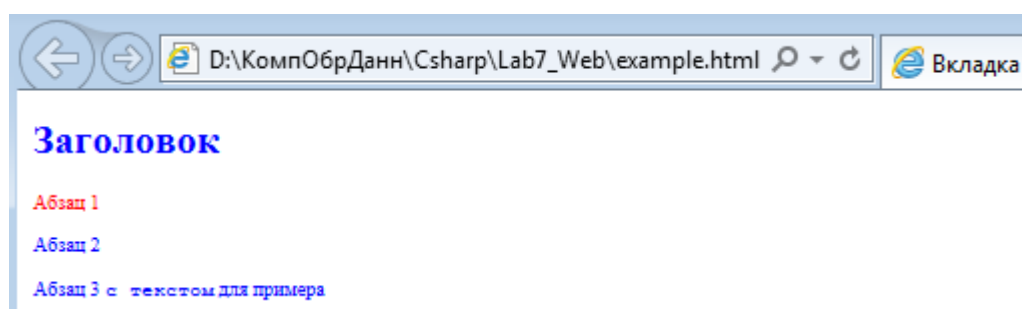 D:\КомпОбрДанн\Csharp\Lab7_Web\example.html
Вкладка
Заголовок
Абзац 1
Абзац 2
Абзац 3 с текстом для примера